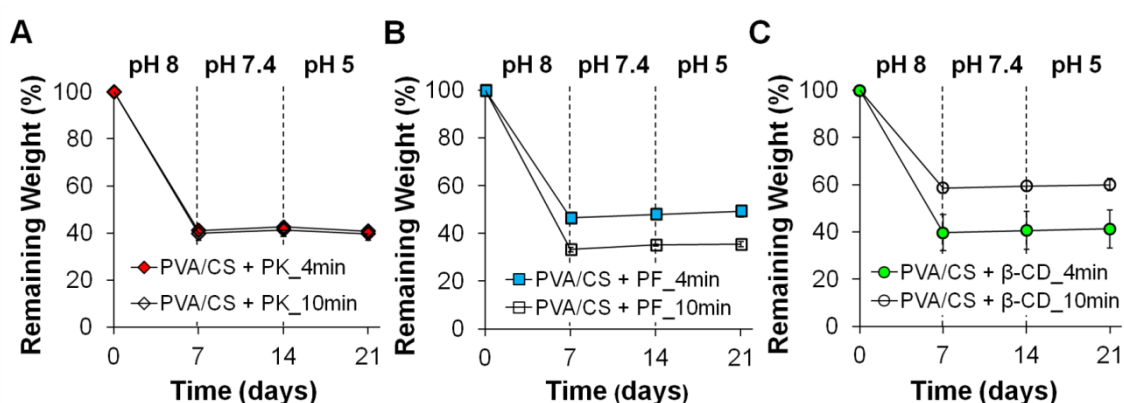 A
pH 8 pH 7.4 pH 5
Remaining Weight (%)
100
80
60
40
20
0
PVA/CS + PK_4min
PVA/CS + PK_10min
0 7 14 21
Time (days)
B
pH 8 pH 7.4 pH 5
Remaining Weight (%)
100
80
60
40
20
0
PVA/CS + PF_4min
PVA/CS + PF_10min
0 7 14 21
Time (days)
C
pH 8 pH 7.4 pH 5
Remaining Weight (%)
100
80
60
40
20
0
PVA/CS + β-CD_4min
PVA/CS + β-CD_10min
0 7 14 21
Time (days)